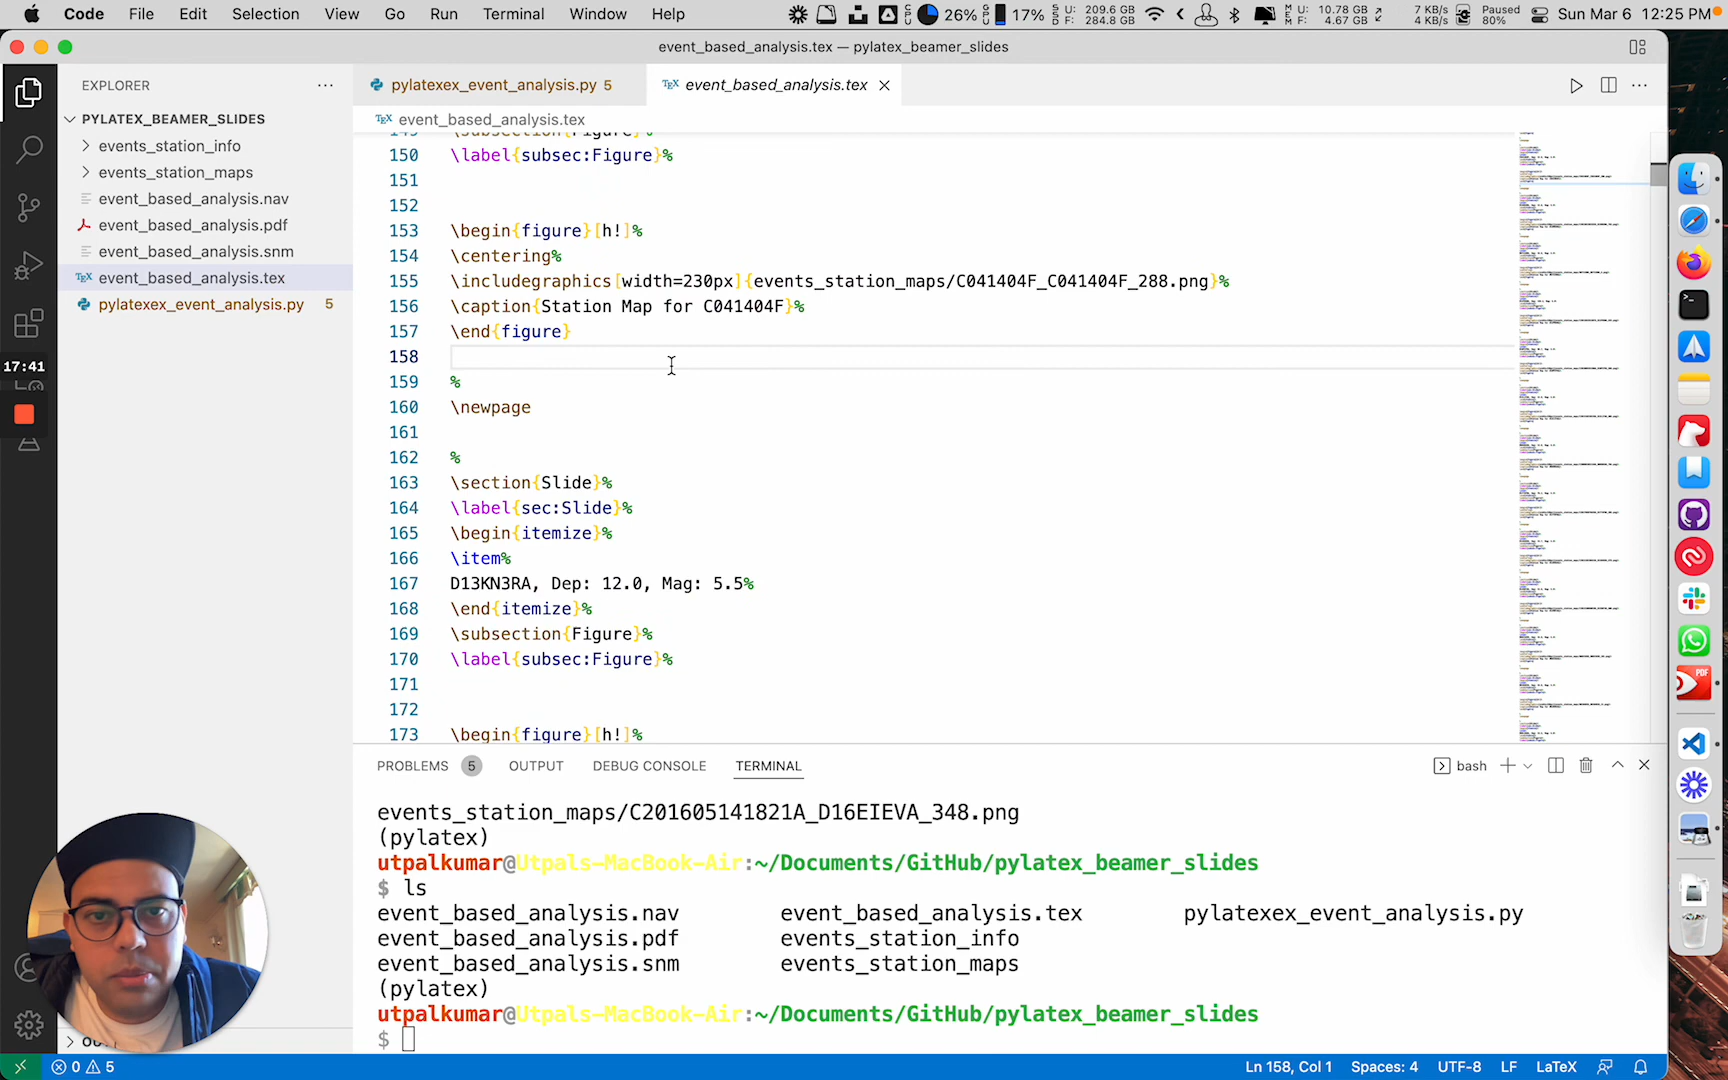 Code File Edit Selection View Go Run Terminal Window Help 26% 17% U: 209.6 GB F: 284.8 GB U: 10.78 GB F: 4.67 GB 7 KB/s 4 KB/s Paused 80% Sun Mar 6 12:25 PM
event_based_analysis.tex — pylatex_beamer_slides
EXPLORER
pylatexex_event_analysis.py 5
TEX event_based_analysis.tex
PYLATEX_BEAMER_SLIDES
TEX event_based_analysis.tex
events_station_info
events_station_maps
event_based_analysis.nav
event_based_analysis.pdf
event_based_analysis.snm
TEX event_based_analysis.tex
pylatexex_event_analysis.py 5
17:41
149 \subsection{Figure}%
150 \label{subsec:Figure}%
151
152
153 \begin{figure}[h!]%
154 \centering%
155 \includegraphics[width=230px]{events_station_maps/C041404F_C041404F_288.png}%
156 \caption{Station Map for C041404F}%
157 \end{figure}
158
159 %
160 \newpage
161
162 %
163 \section{Slide}%
164 \label{sec:Slide}%
165 \begin{itemize}%
166 \item%
167 D13KN3RA, Dep: 12.0, Mag: 5.5%
168 \end{itemize}%
169 \subsection{Figure}%
170 \label{subsec:Figure}%
171
172
173 \begin{figure}[h!]%
PROBLEMS 5 OUTPUT DEBUG CONSOLE TERMINAL bash
events_station_maps/C201605141821A_D16EIEVA_348.png
(pylatex)
utpalkumar@Utpals-MacBook-Air:~/Documents/GitHub/pylatex_beamer_slides
$ ls
event_based_analysis.nav event_based_analysis.tex pylatexex_event_analysis.py
event_based_analysis.pdf events_station_info
event_based_analysis.snm events_station_maps
(pylatex)
utpalkumar@Utpals-MacBook-Air:~/Documents/GitHub/pylatex_beamer_slides
$
0 5 Ln 158, Col 1 Spaces: 4 UTF-8 LF LaTeX
PDF